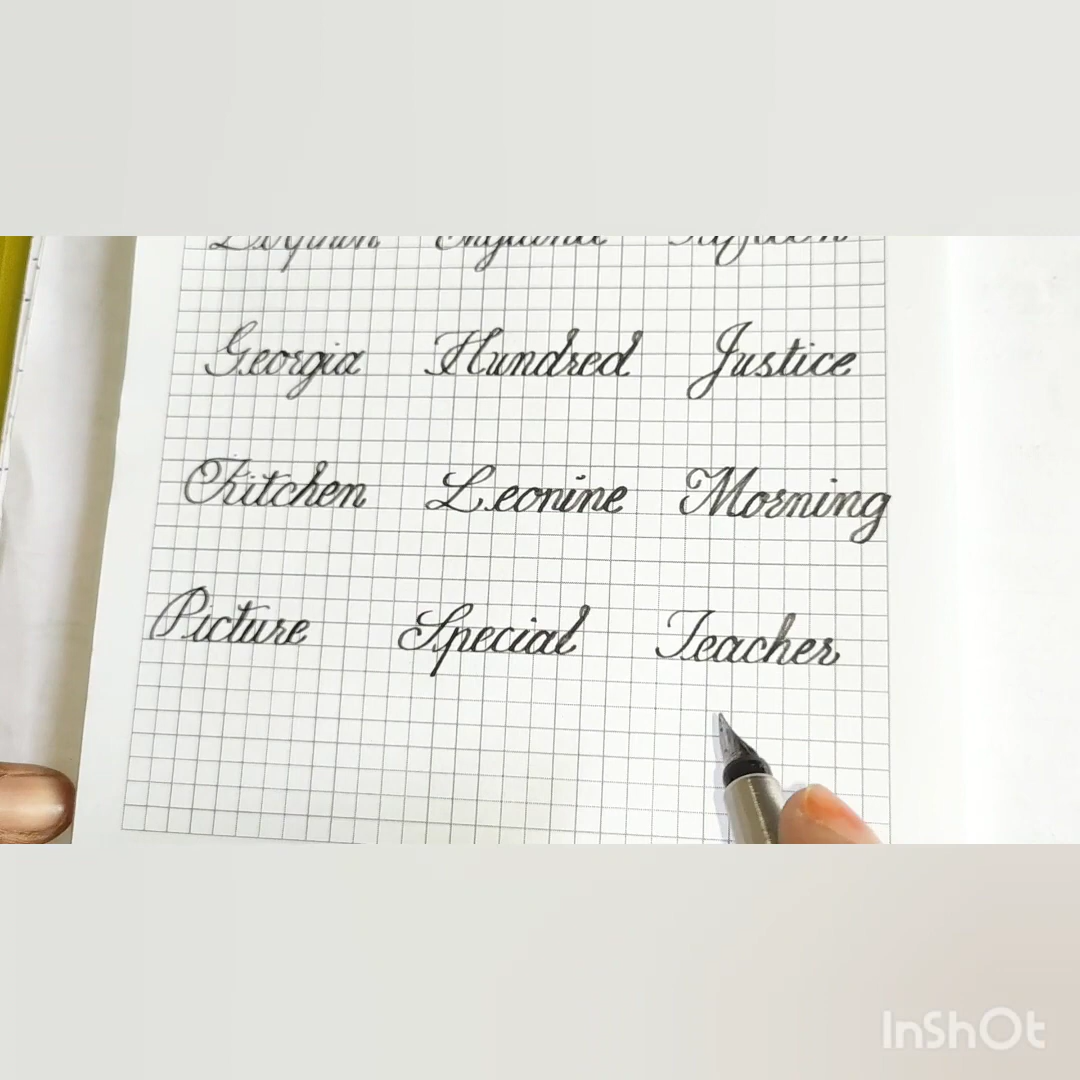 Georgia Hundred Justice
Kitchen Leonine Morning
Picture Special Teacher
InShOt